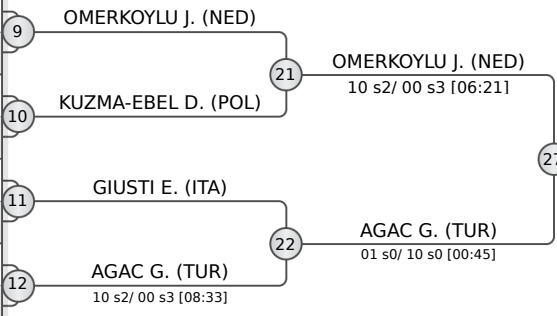 OMERKOYLU J. (NED)
9
OMERKOYLU J. (NED)
21
10 s2/ 00 s3 [06:21]
KUZMA-EBEL D. (POL)
10
27
GIUSTI E. (ITA)
11
AGAC G. (TUR)
22
01 s0/ 10 s0 [00:45]
AGAC G. (TUR)
12
10 s2/ 00 s3 [08:33]